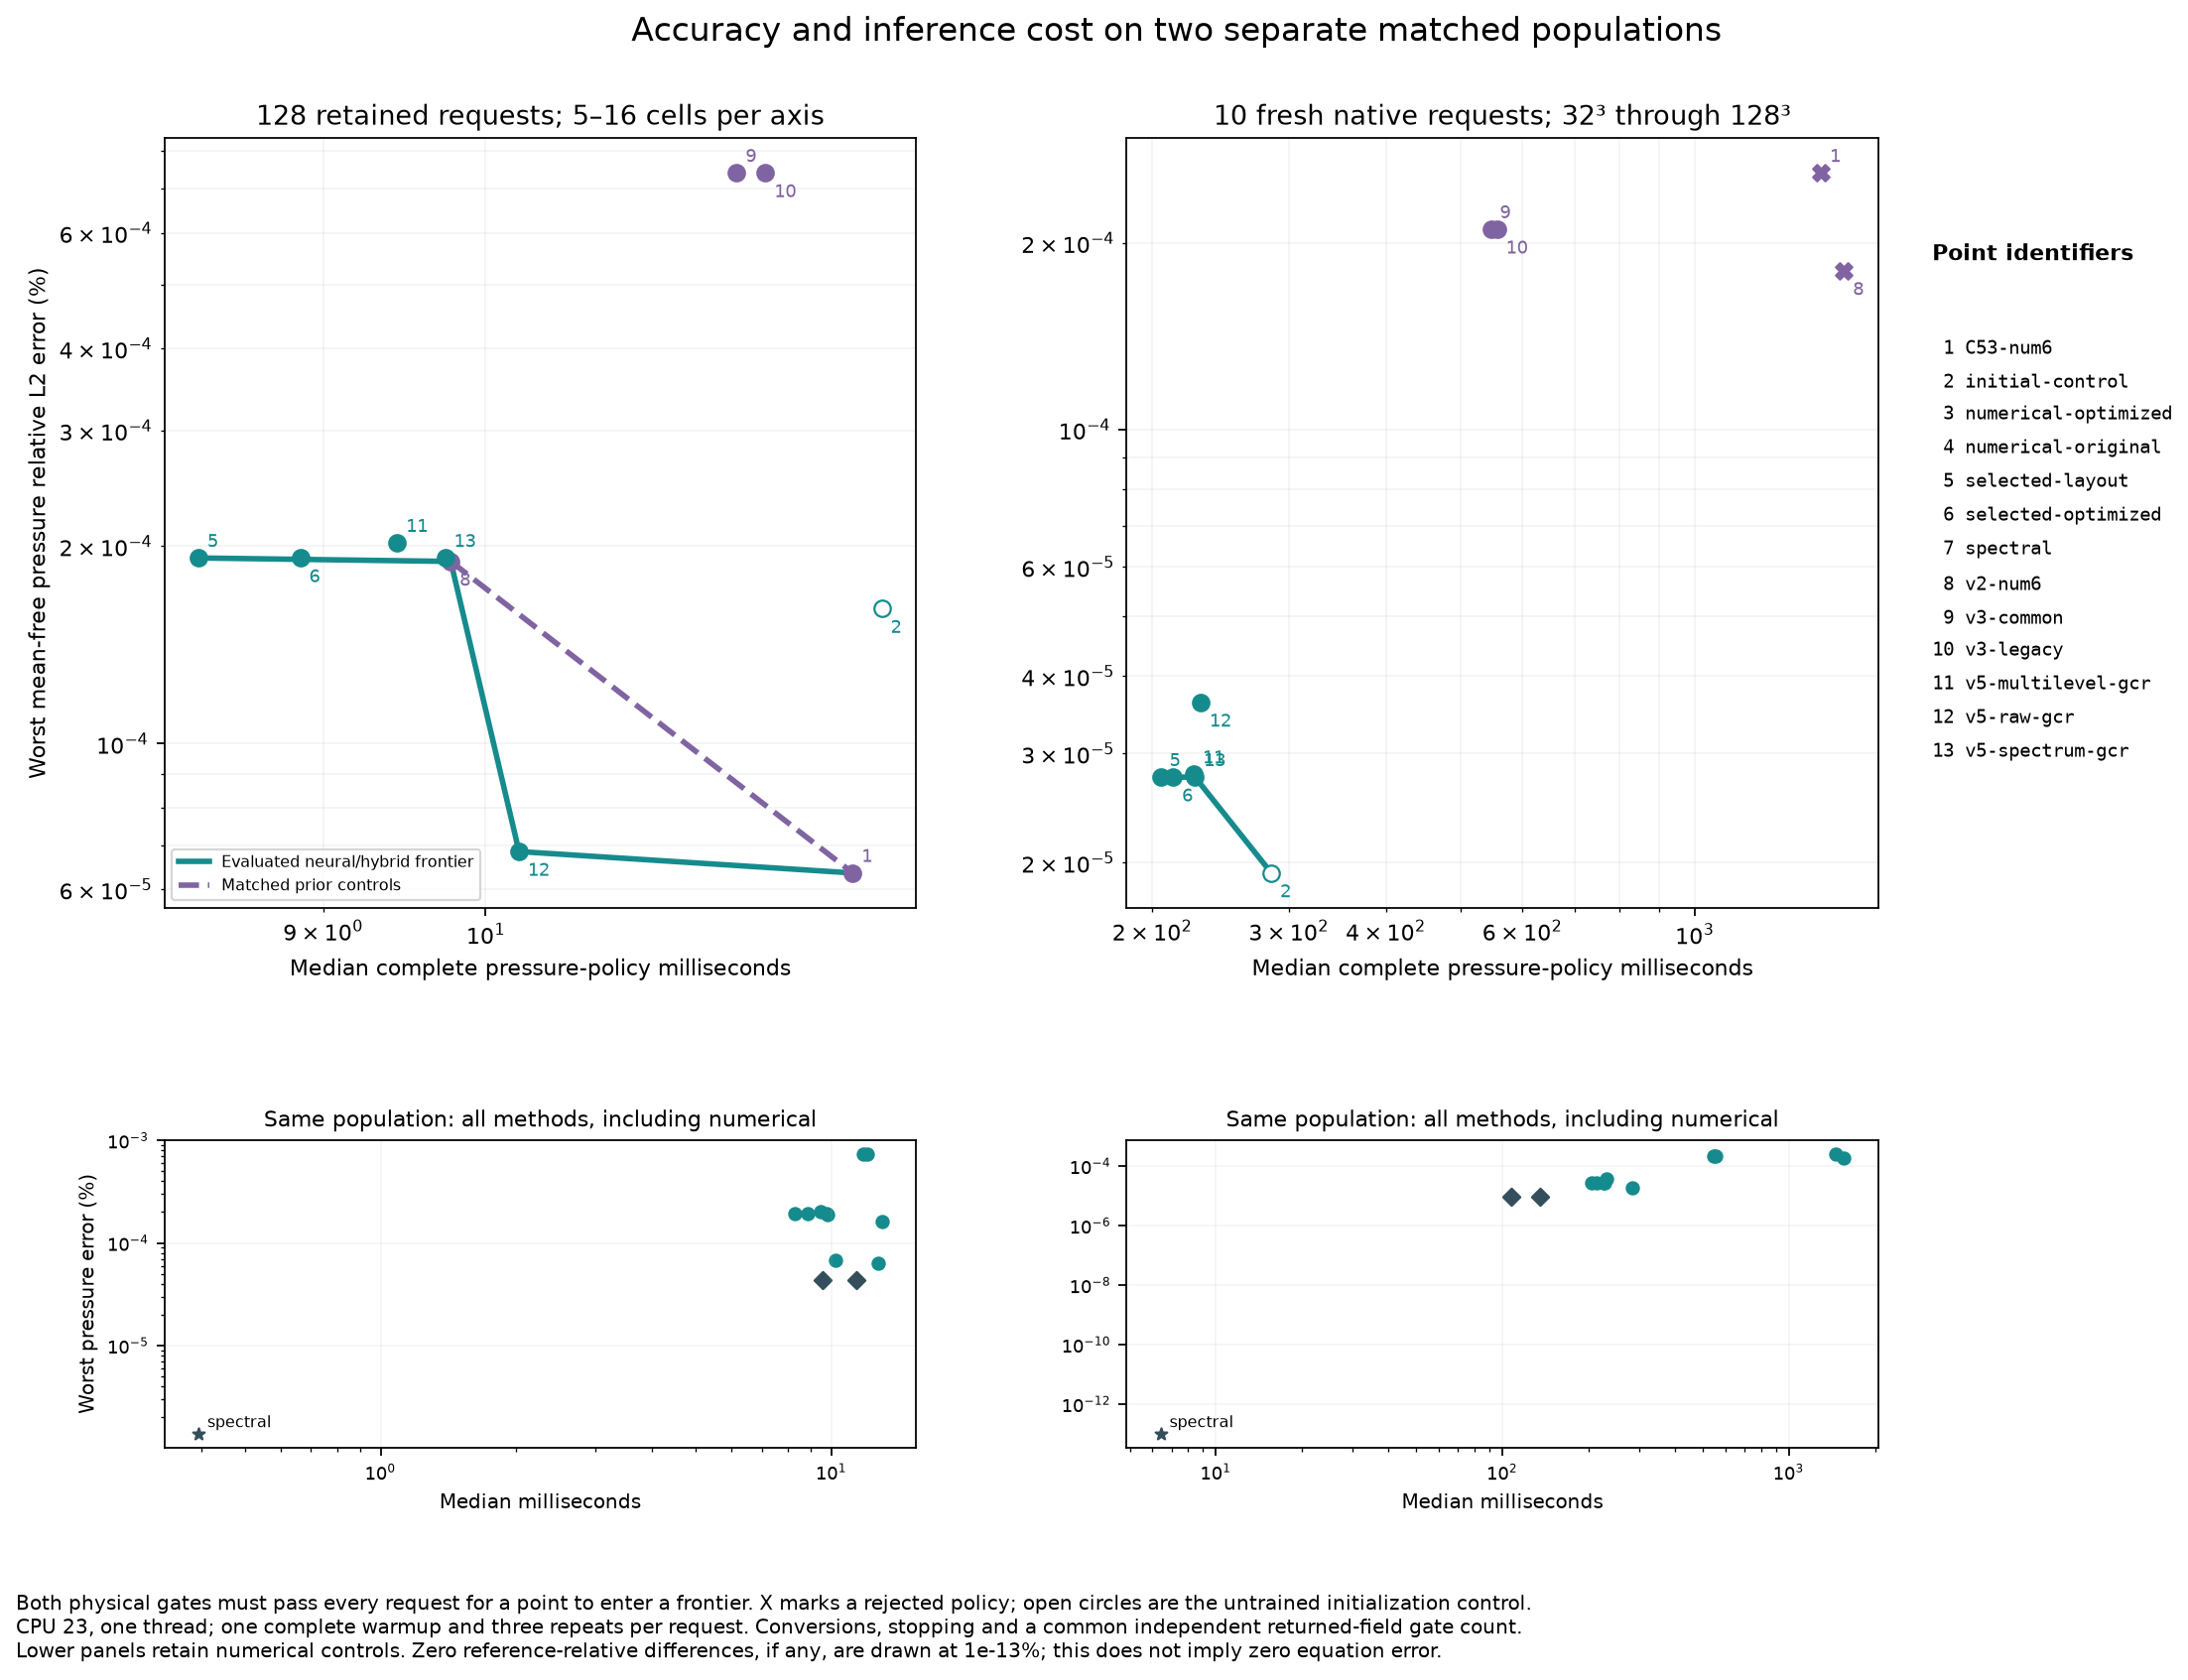 Accuracy and inference cost on two separate matched populations
128 retained requests; 5–16 cells per axis
Worst mean-free pressure relative L2 error (%)
6 × 10⁻⁴
4 × 10⁻⁴
3 × 10⁻⁴
2 × 10⁻⁴
10⁻⁴
6 × 10⁻⁵
9
10
5
6
11
13
8
2
12
1
Evaluated neural/hybrid frontier
Matched prior controls
9 × 10⁰
10¹
Median complete pressure-policy milliseconds
10 fresh native requests; 32³ through 128³
2 × 10⁻⁴
10⁻⁴
6 × 10⁻⁵
4 × 10⁻⁵
3 × 10⁻⁵
2 × 10⁻⁵
1
9
10
8
12
5
11
13
6
2
2 × 10²
3 × 10²
4 × 10²
6 × 10²
10³
Median complete pressure-policy milliseconds
Point identifiers
1 C53-num6
2 initial-control
3 numerical-optimized
4 numerical-original
5 selected-layout
6 selected-optimized
7 spectral
8 v2-num6
9 v3-common
10 v3-legacy
11 v5-multilevel-gcr
12 v5-raw-gcr
13 v5-spectrum-gcr
Same population: all methods, including numerical
Worst pressure error (%)
10⁻³
10⁻⁴
10⁻⁵
spectral
10⁰
10¹
Median milliseconds
Same population: all methods, including numerical
10⁻⁴
10⁻⁶
10⁻⁸
10⁻¹⁰
10⁻¹²
spectral
10¹
10²
10³
Median milliseconds
Both physical gates must pass every request for a point to enter a frontier. X marks a rejected policy; open circles are the untrained initialization control.
CPU 23, one thread; one complete warmup and three repeats per request. Conversions, stopping and a common independent returned-field gate count.
Lower panels retain numerical controls. Zero reference-relative differences, if any, are drawn at 1e-13%; this does not imply zero equation error.